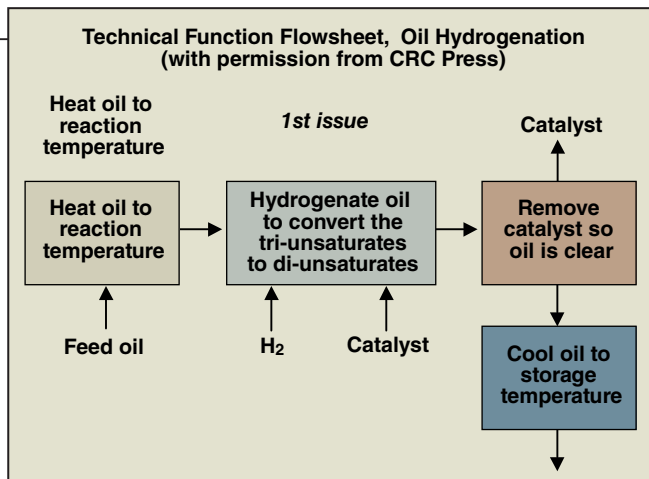 Technical Function Flowsheet, Oil Hydrogenation
(with permission from CRC Press)
Heat oil to
reaction
temperature
1st issue
Catalyst
Heat oil to
reaction
temperature
Hydrogenate oil
to convert the
tri-unsaturates
to di-unsaturates
Remove
catalyst so
oil is clear
Feed oil
H2
Catalyst
Cool oil to
storage
temperature